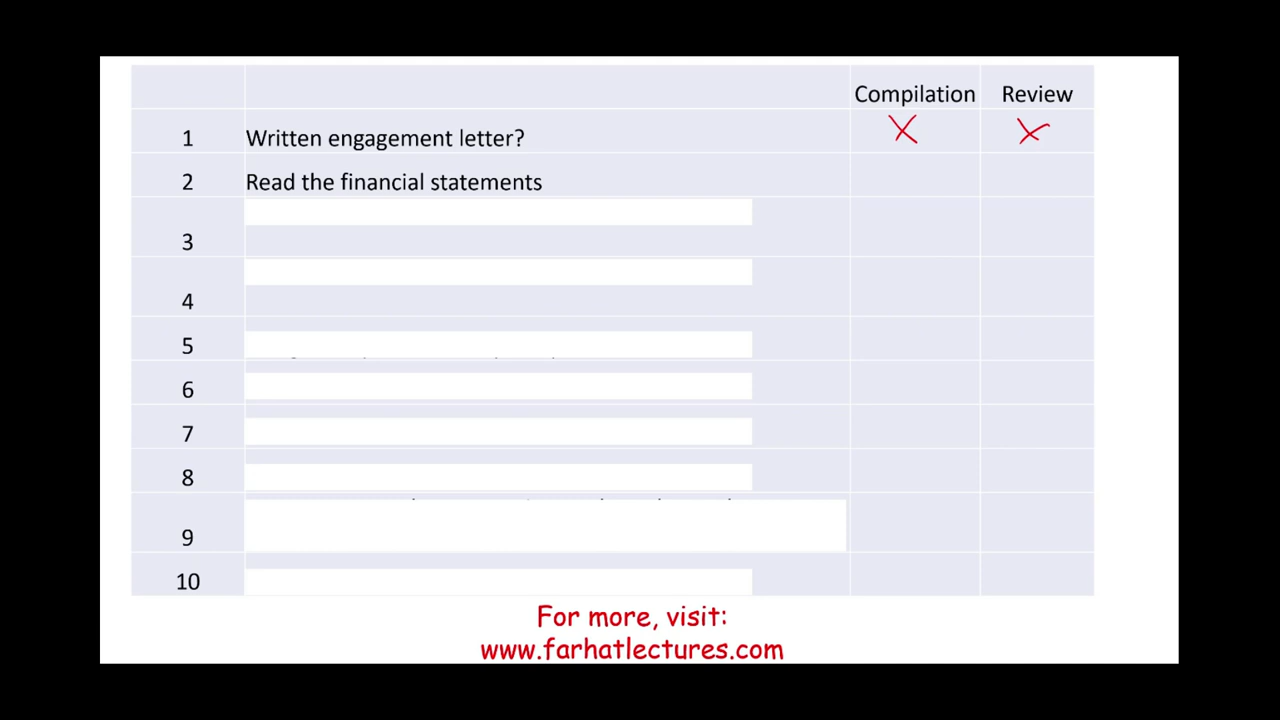 Compilation Review
1 Written engagement letter?
2 Read the financial statements
3
4
5
6
7
8
9
10
For more, visit:
www.farhatlectures.com